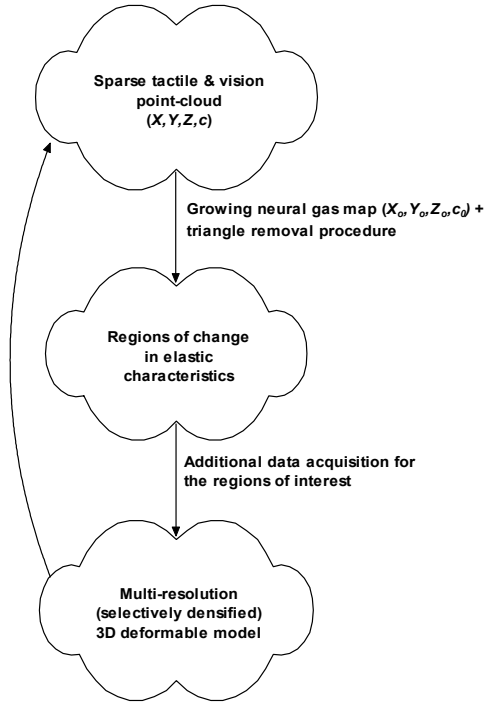 Sparse tactile & vision
point-cloud
(X,Y,Z,c)
Growing neural gas map (Xo,Yo,Zo,c0) +
triangle removal procedure
Regions of change
in elastic
characteristics
Additional data acquisition for
the regions of interest
Multi-resolution
(selectively densified)
3D deformable model